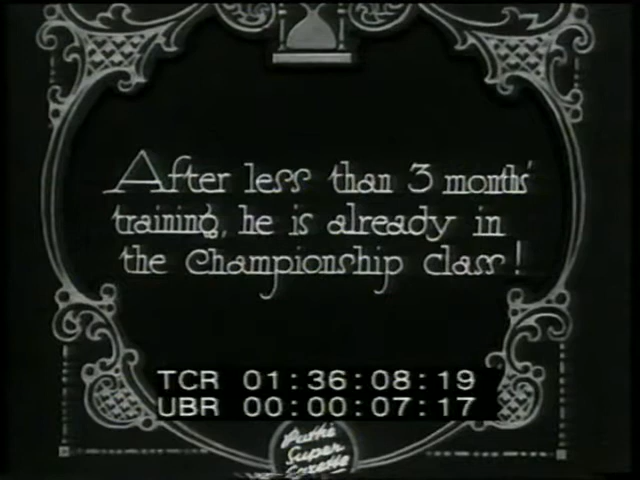 After less than 3 months'
training, he is already in
the championship class!
TCR 01:36:08:19
UBR 00:00:07:17
Pathé
Super
Gazette